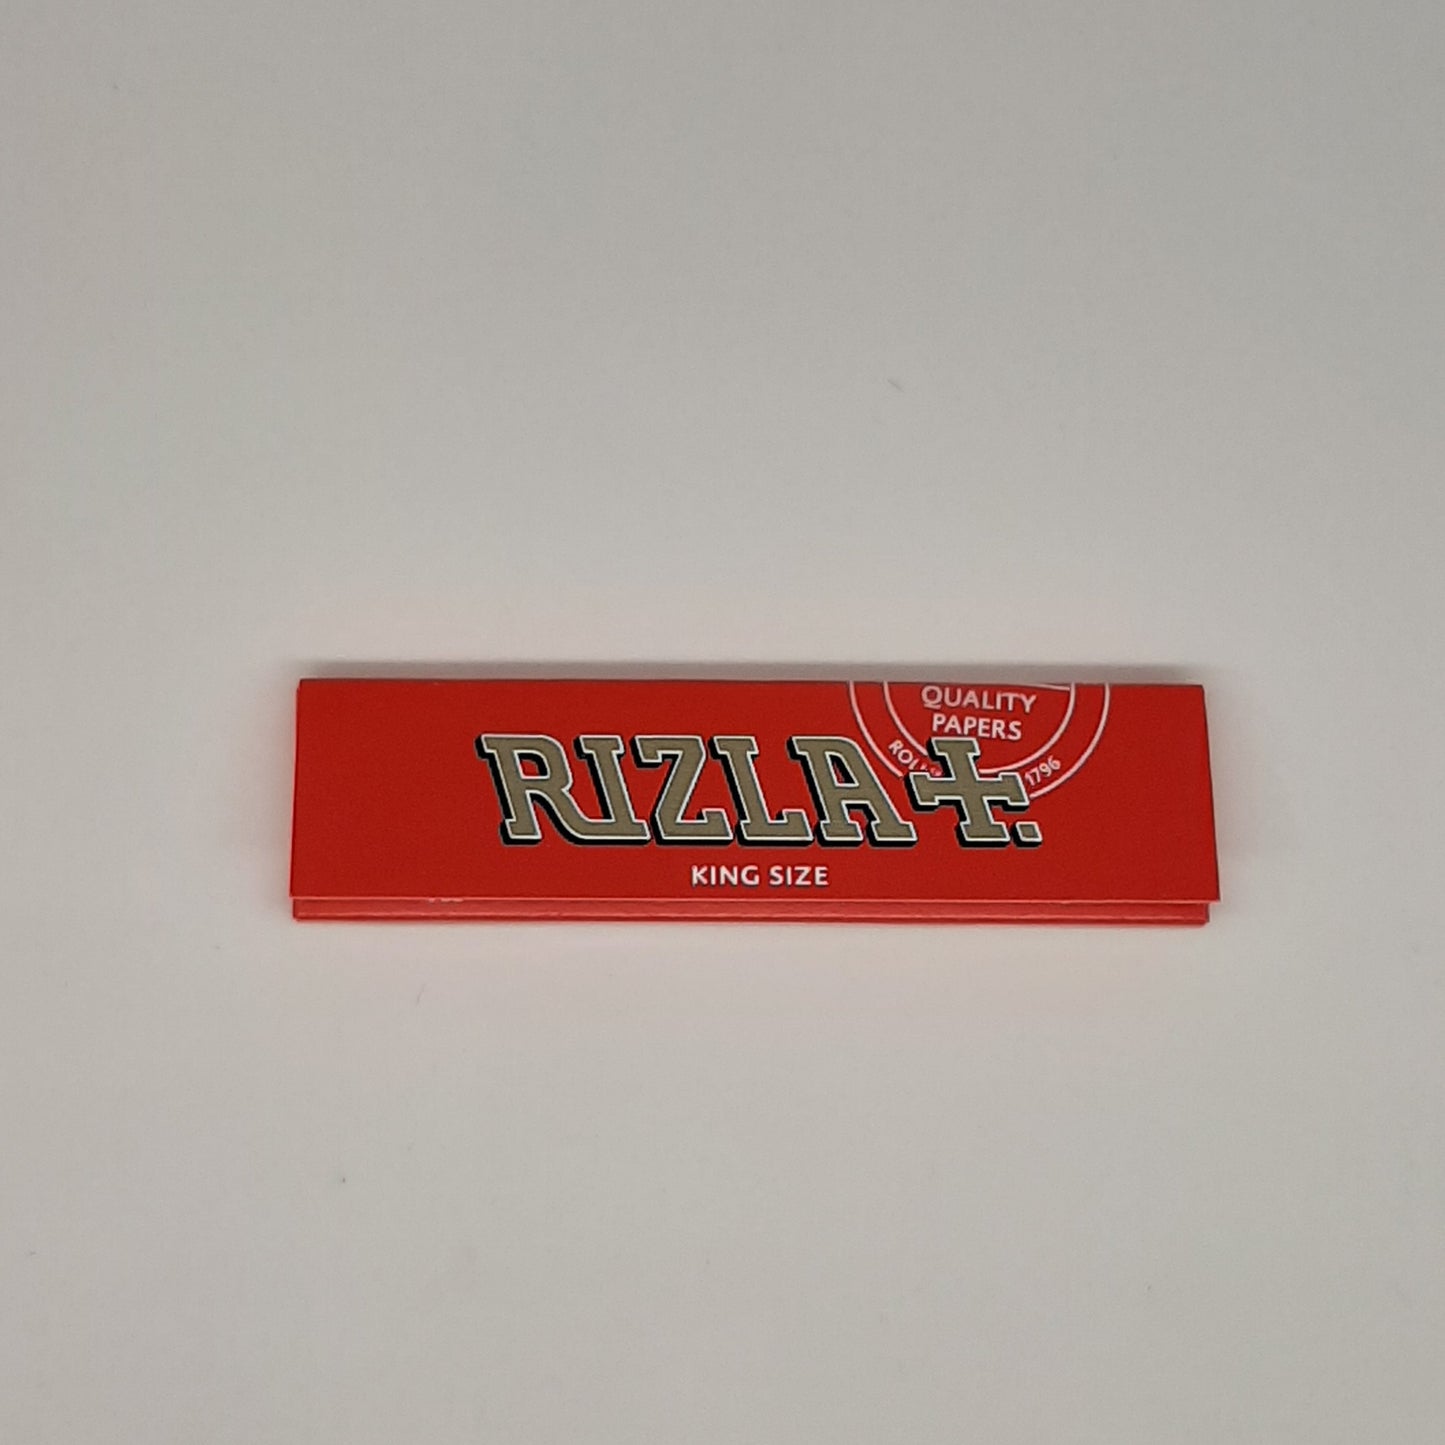 QUALITY
PAPERS
1796
RIZLA+.
KING SIZE